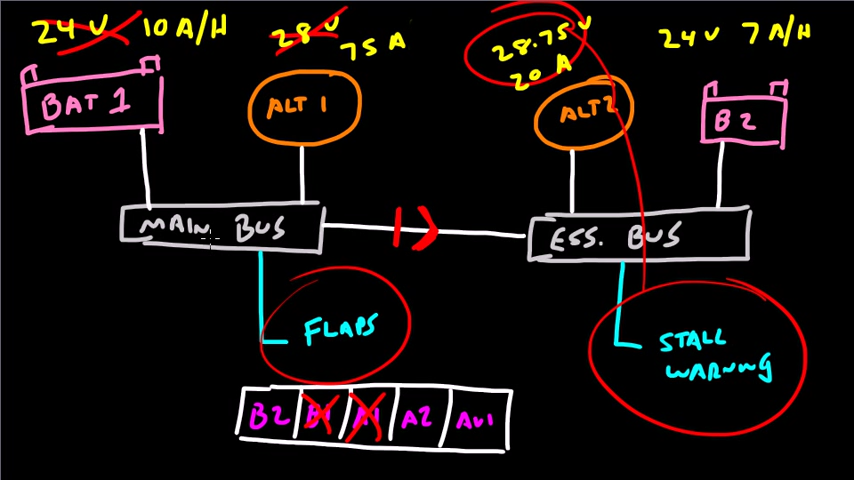 24 V 10 A/H
28 V
75 A
28.75 V
20 A
24 V 7 A/H
BAT 1
ALT 1
ALT 2
B 2
MAIN BUS
ESS. BUS
FLAPS
STALL
WARNING
B2 B1 A1 A2 AV1